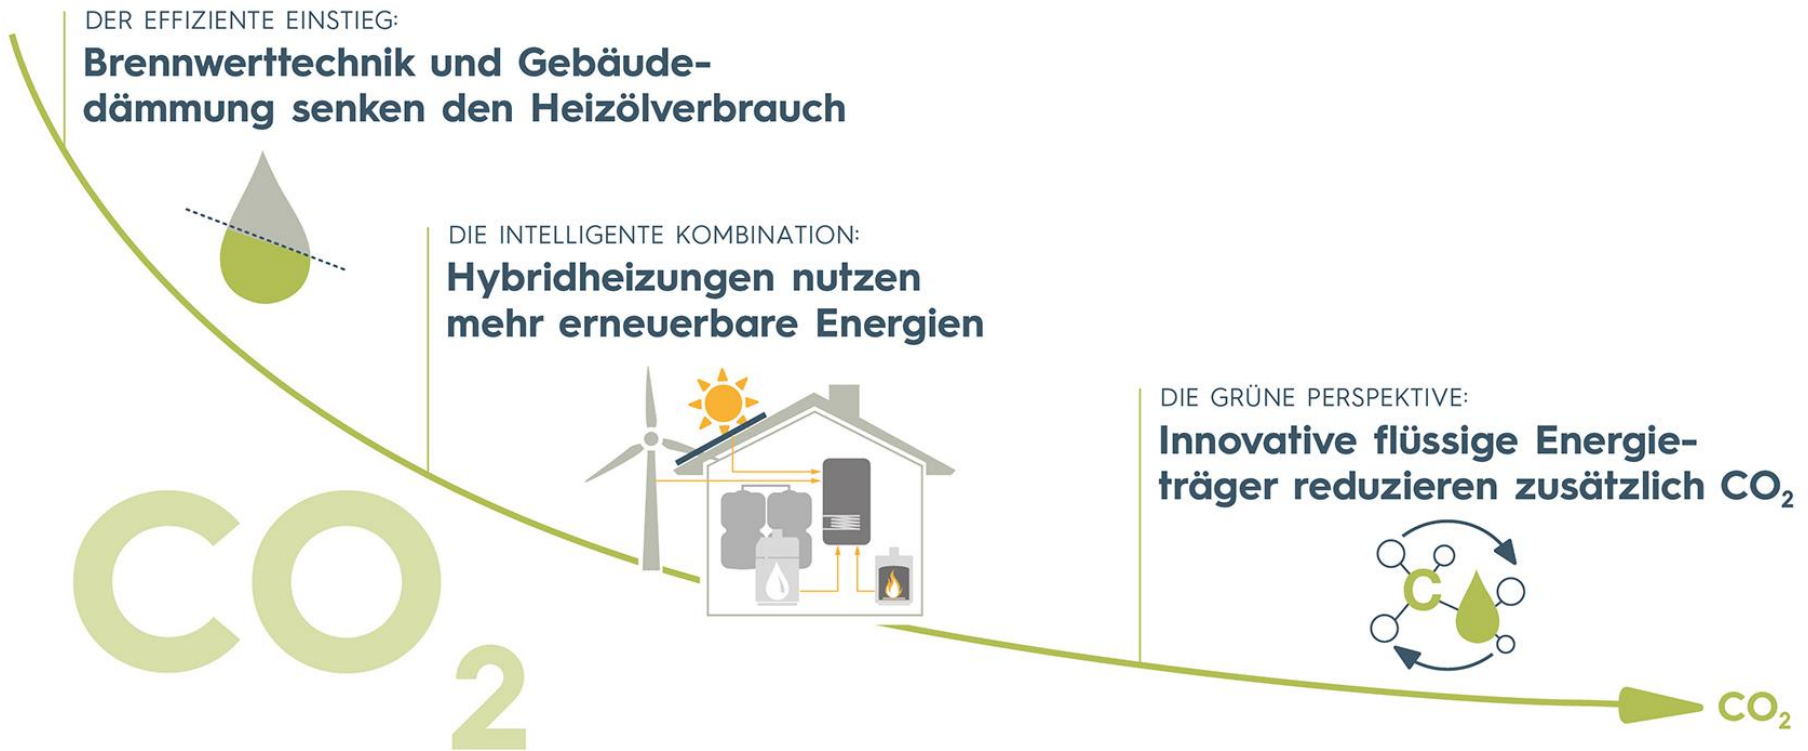 DER EFFIZIENTE EINSTIEG:
Brennwerttechnik und Gebäude-
dämmung senken den Heizölverbrauch
DIE INTELLIGENTE KOMBINATION:
Hybridheizungen nutzen
mehr erneuerbare Energien
DIE GRÜNE PERSPEKTIVE:
Innovative flüssige Energie-
träger reduzieren zusätzlich CO₂
CO₂
C
CO₂